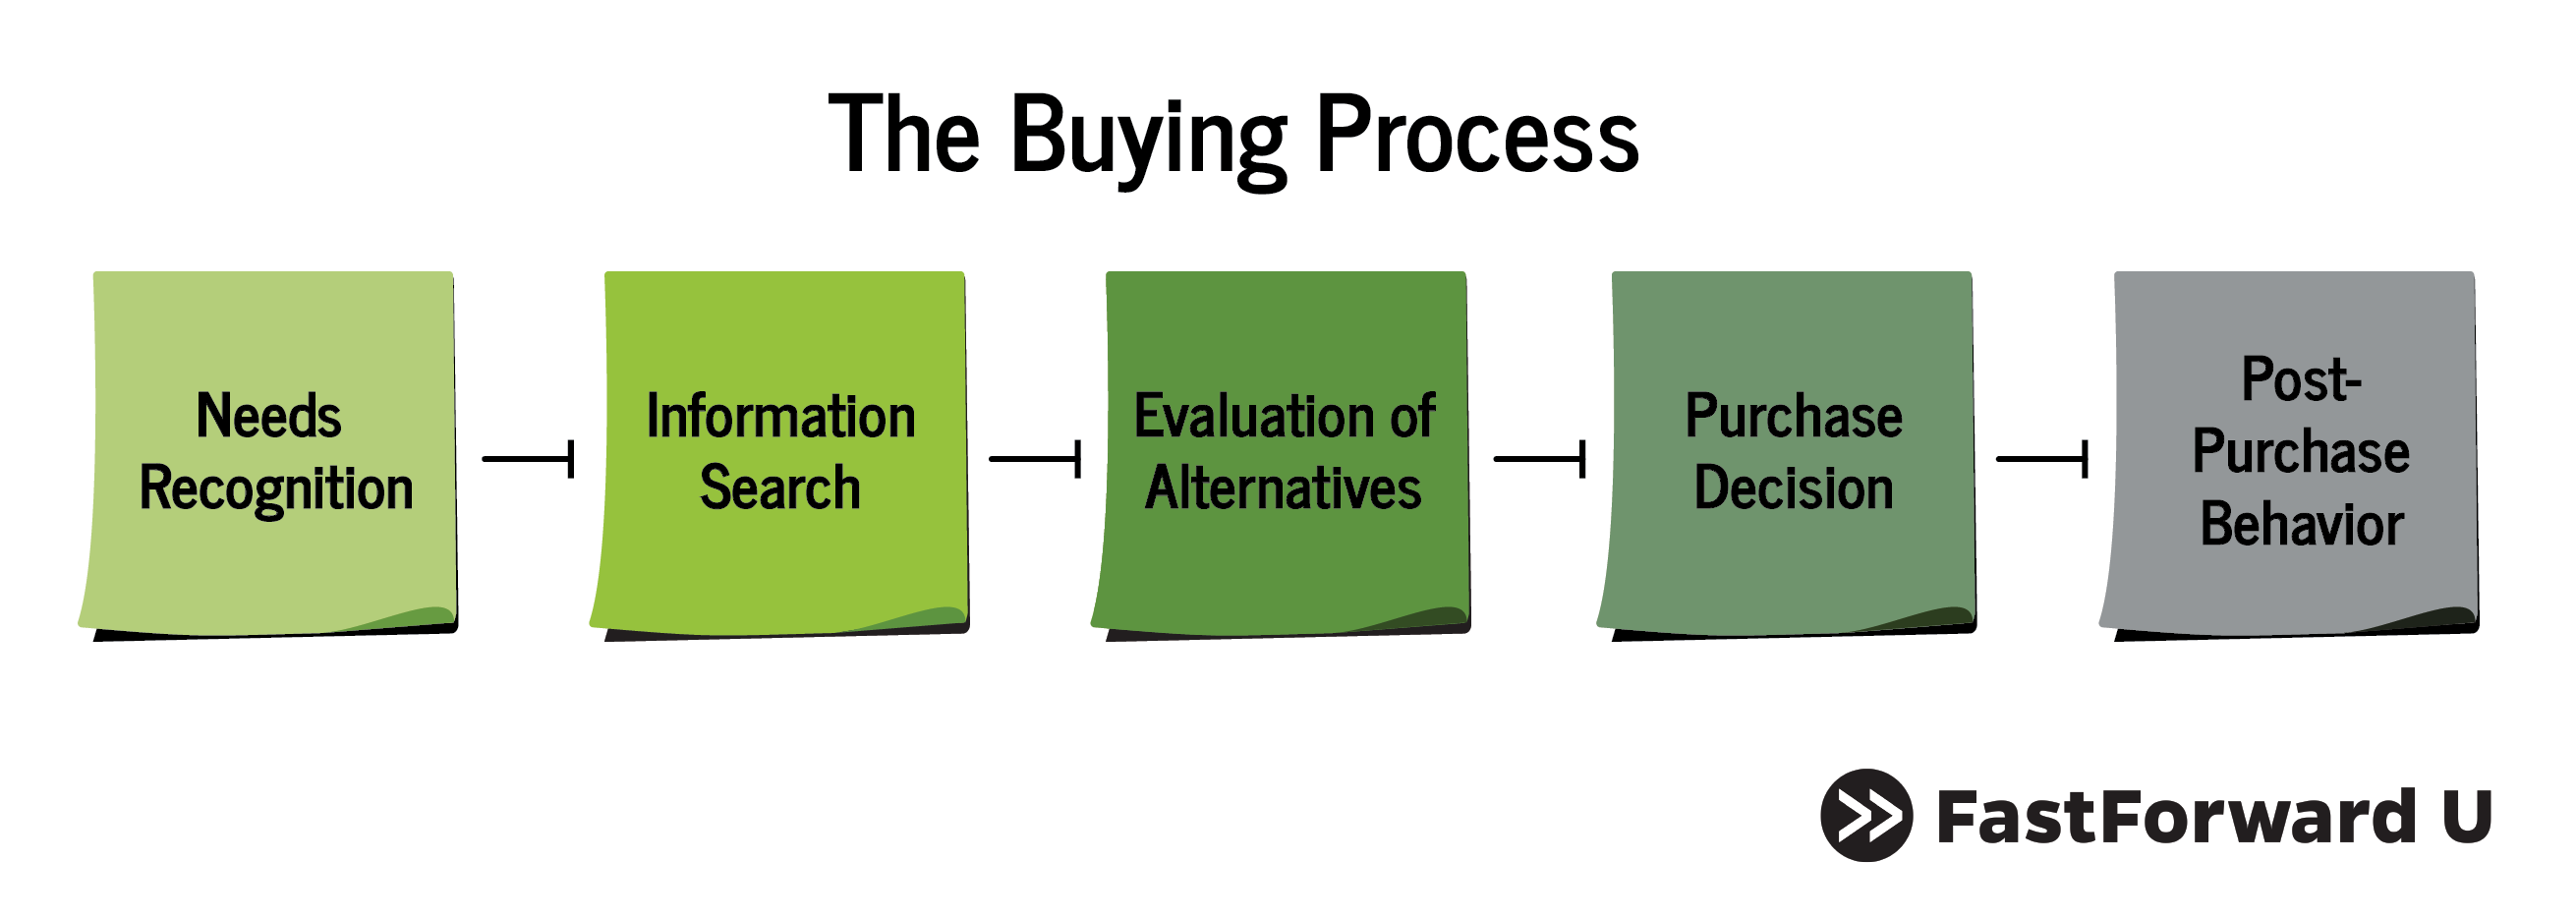 The Buying Process
Needs
Recognition
Information
Search
Evaluation of
Alternatives
Purchase
Decision
Post-
Purchase
Behavior
FastForward U